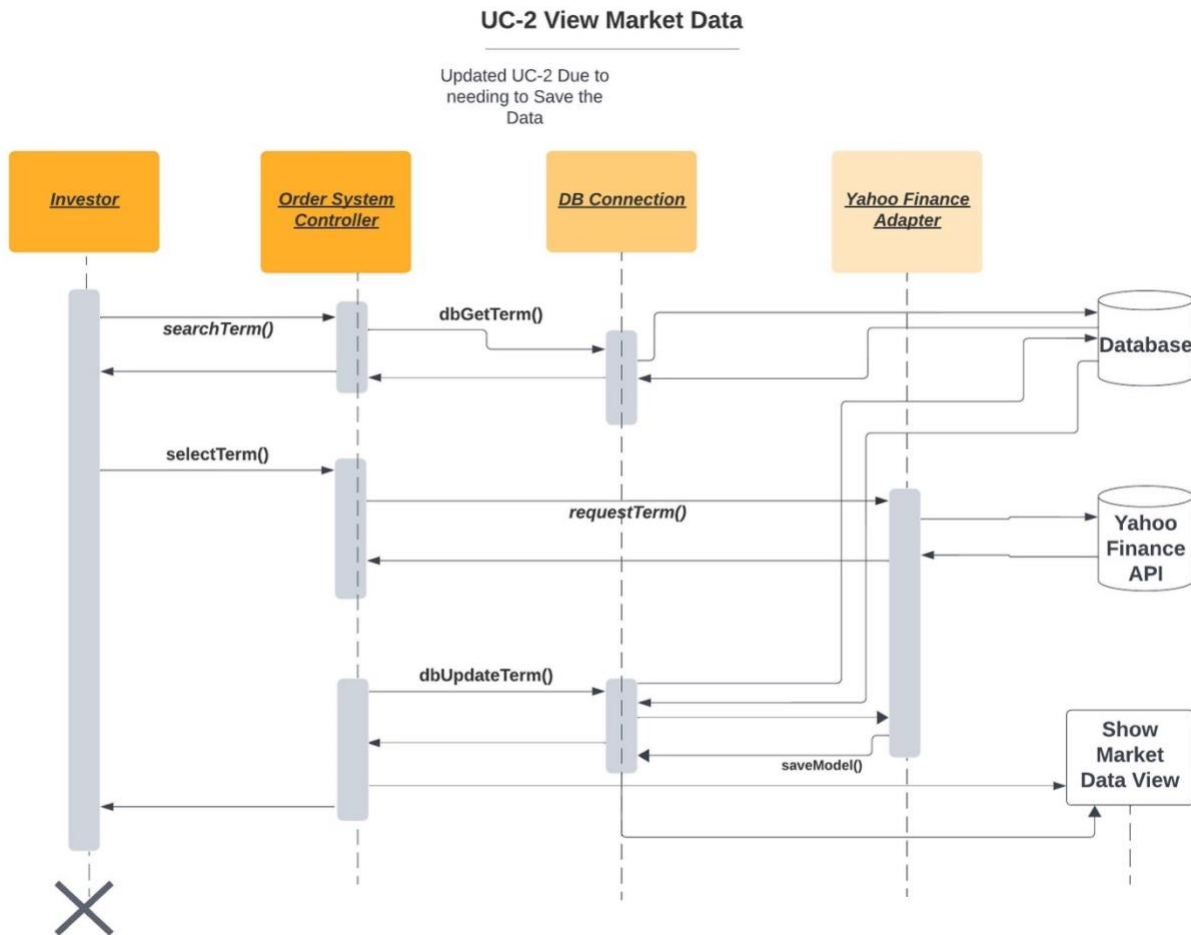 UC-2 View Market Data
Updated UC-2 Due to
needing to Save the
Data
Investor
Order System
Controller
DB Connection
Yahoo Finance
Adapter
searchTerm()
dbGetTerm()
Database
selectTerm()
requestTerm()
Yahoo
Finance
API
dbUpdateTerm()
saveModel()
Show
Market
Data View